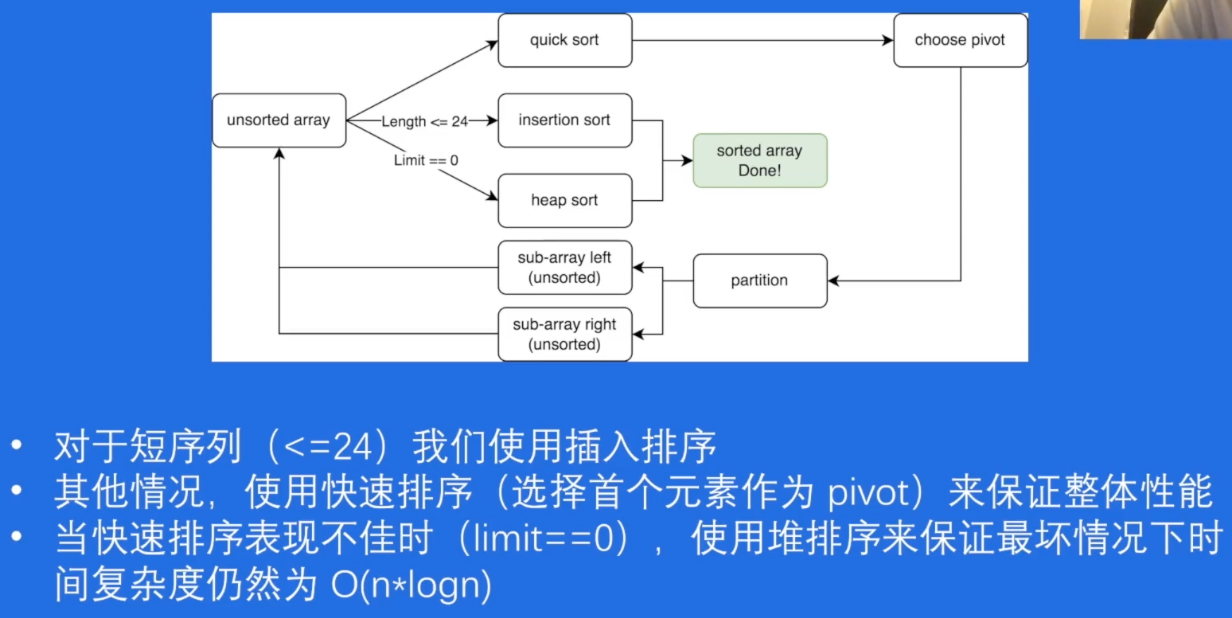 quick sort
choose pivot
unsorted array
Length <= 24
insertion sort
sorted array
Done!
Limit == 0
heap sort
sub-array left
(unsorted)
partition
sub-array right
(unsorted)
• 对于短序列（<=24）我们使用插入排序
• 其他情况，使用快速排序（选择首个元素作为 pivot）来保证整体性能
• 当快速排序表现不佳时（limit==0），使用堆排序来保证最坏情况下时
间复杂度仍然为 O(n*logn)